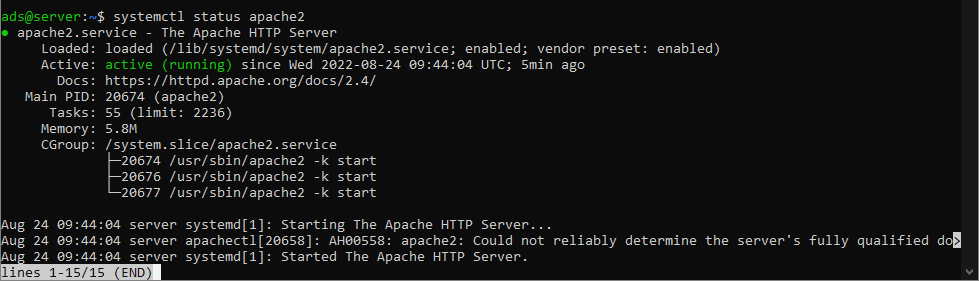 ads@server:~$ systemctl status apache2
● apache2.service - The Apache HTTP Server
     Loaded: loaded (/lib/systemd/system/apache2.service; enabled; vendor preset: enabled)
     Active: active (running) since Wed 2022-08-24 09:44:04 UTC; 5min ago
       Docs: https://httpd.apache.org/docs/2.4/
   Main PID: 20674 (apache2)
      Tasks: 55 (limit: 2236)
     Memory: 5.8M
     CGroup: /system.slice/apache2.service
             ├─20674 /usr/sbin/apache2 -k start
             ├─20676 /usr/sbin/apache2 -k start
             └─20677 /usr/sbin/apache2 -k start
Aug 24 09:44:04 server systemd[1]: Starting The Apache HTTP Server...
Aug 24 09:44:04 server apachectl[20658]: AH00558: apache2: Could not reliably determine the server's fully qualified do>
Aug 24 09:44:04 server systemd[1]: Started The Apache HTTP Server.
lines 1-15/15 (END)